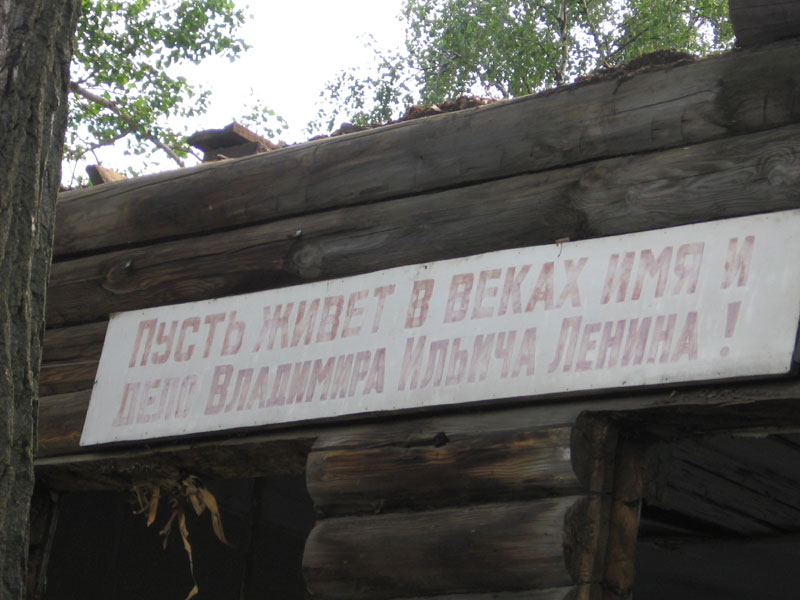 Пусть живет в веках имя и
дело Владимира Ильича Ленина!